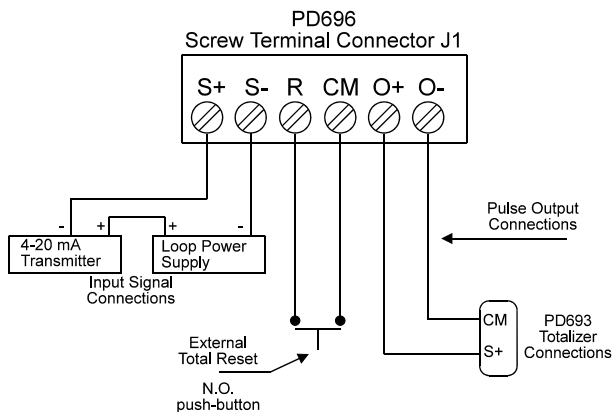 PD696
Screw Terminal Connector J1
S+ S- R CM O+ O-
- + + -
4-20 mA
Transmitter
Loop Power
Supply
Input Signal
Connections
Pulse Output
Connections
External
Total Reset
N.O.
push-button
CM
S+
PD693
Totalizer
Connections